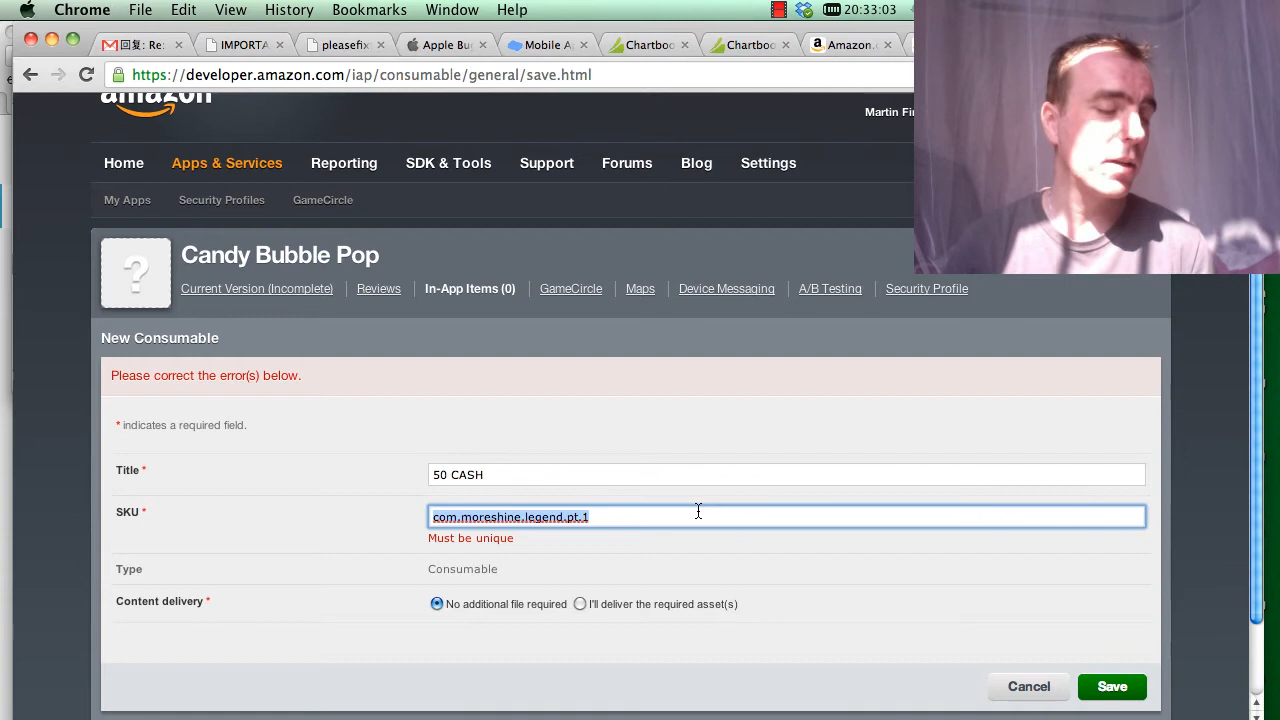 Chrome File Edit View History Bookmarks Window Help 20:33:03
回复: Re: IMPORTA pleasefix Apple Bu Mobile A Chartboo Chartboo Amazon.c
https://developer.amazon.com/iap/consumable/general/save.html
amazon
Martin Fi
Home Apps & Services Reporting SDK & Tools Support Forums Blog Settings
My Apps Security Profiles GameCircle
?
Candy Bubble Pop
Current Version (Incomplete) Reviews In-App Items (0) GameCircle Maps Device Messaging A/B Testing Security Profile
New Consumable
Please correct the error(s) below.
* indicates a required field.
Title * 50 CASH
SKU * com.moreshine.legend.pt.1
Must be unique
Type Consumable
Content delivery * No additional file required I'll deliver the required asset(s)
Cancel Save